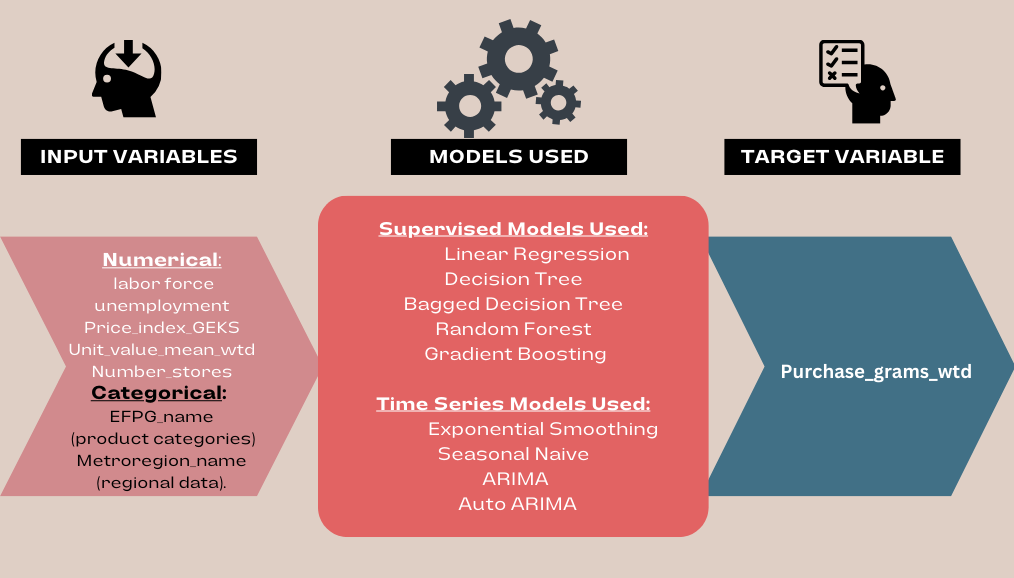 INPUT VARIABLES
MODELS USED
TARGET VARIABLE
Numerical:
labor force
unemployment
Price_index_GEKS
Unit_value_mean_wtd
Number_stores
Categorical:
EFPG_name
(product categories)
Metroregion_name
(regional data).
Supervised Models Used:
Linear Regression
Decision Tree
Bagged Decision Tree
Random Forest
Gradient Boosting
Time Series Models Used:
Exponential Smoothing
Seasonal Naive
ARIMA
Auto ARIMA
Purchase_grams_wtd